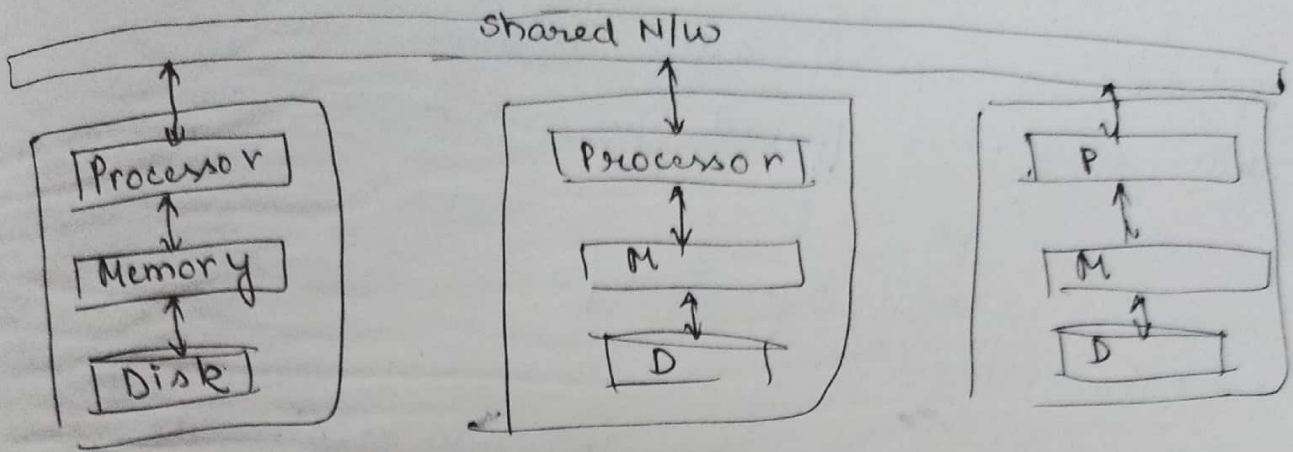 Shared N/W
Processor Processor P
Memory M M
Disk D D